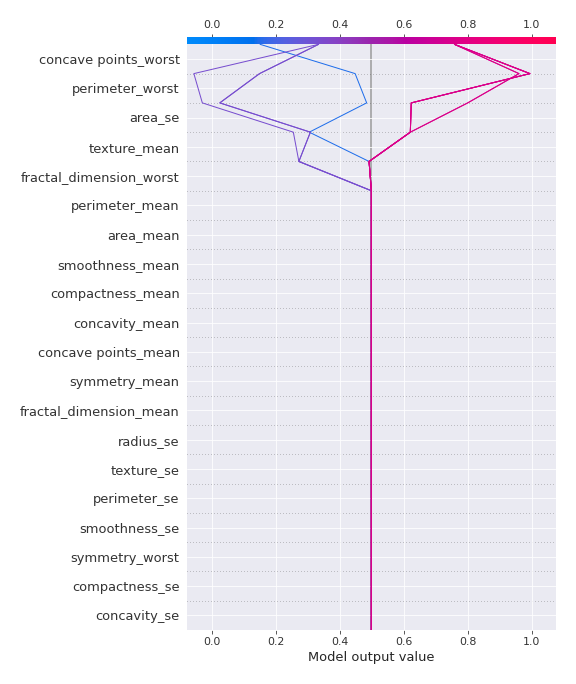 0.0 0.2 0.4 0.6 0.8 1.0
concave points_worst
perimeter_worst
area_se
texture_mean
fractal_dimension_worst
perimeter_mean
area_mean
smoothness_mean
compactness_mean
concavity_mean
concave points_mean
symmetry_mean
fractal_dimension_mean
radius_se
texture_se
perimeter_se
smoothness_se
symmetry_worst
compactness_se
concavity_se
0.0 0.2 0.4 0.6 0.8 1.0
Model output value